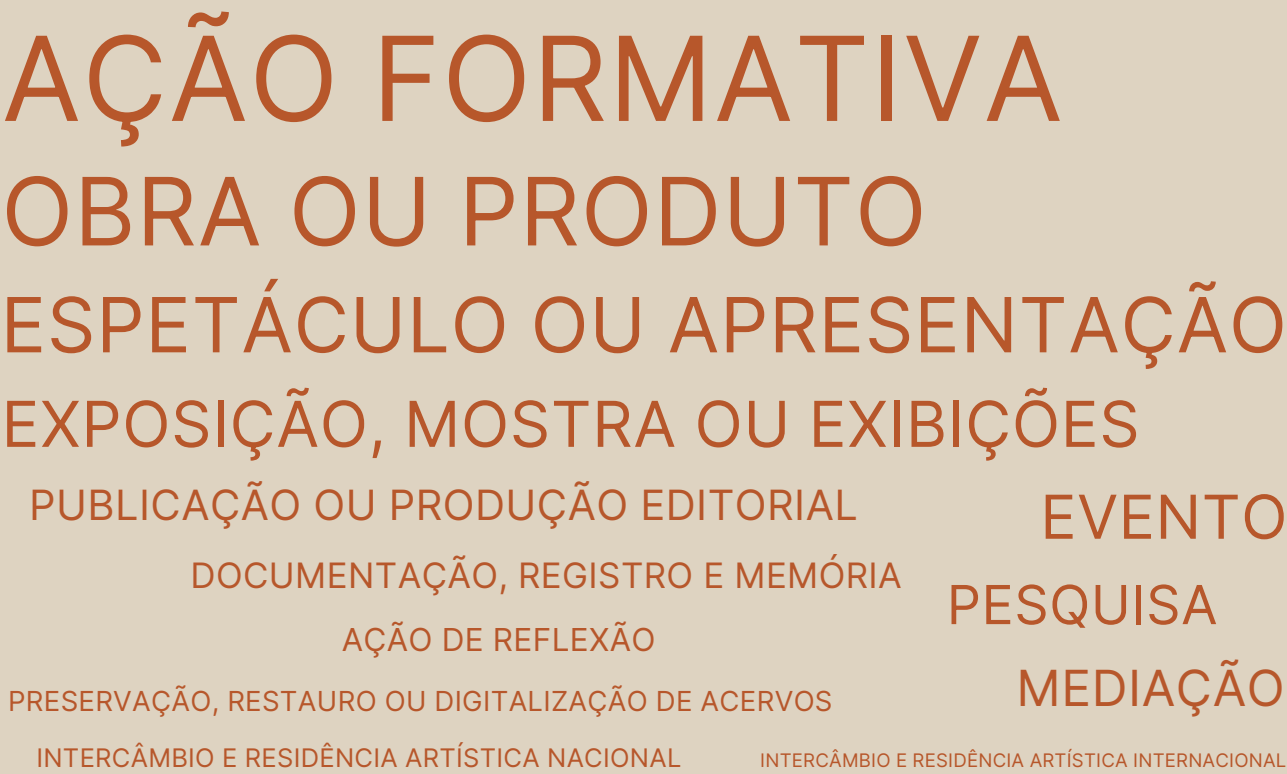 AÇÃO FORMATIVA
OBRA OU PRODUTO
ESPETÁCULO OU APRESENTAÇÃO
EXPOSIÇÃO, MOSTRA OU EXIBIÇÕES
PUBLICAÇÃO OU PRODUÇÃO EDITORIAL
EVENTO
DOCUMENTAÇÃO, REGISTRO E MEMÓRIA
PESQUISA
AÇÃO DE REFLEXÃO
MEDIAÇÃO
PRESERVAÇÃO, RESTAURO OU DIGITALIZAÇÃO DE ACERVOS
INTERCÂMBIO E RESIDÊNCIA ARTÍSTICA NACIONAL
INTERCÂMBIO E RESIDÊNCIA ARTÍSTICA INTERNACIONAL